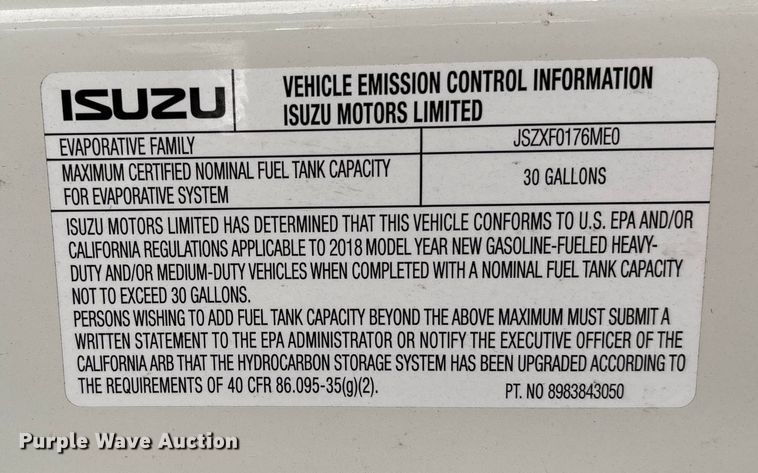 ISUZU
VEHICLE EMISSION CONTROL INFORMATION
ISUZU MOTORS LIMITED
EVAPORATIVE FAMILY JSZXF0176ME0
MAXIMUM CERTIFIED NOMINAL FUEL TANK CAPACITY
FOR EVAPORATIVE SYSTEM
30 GALLONS
ISUZU MOTORS LIMITED HAS DETERMINED THAT THIS VEHICLE CONFORMS TO U.S. EPA AND/OR
CALIFORNIA REGULATIONS APPLICABLE TO 2018 MODEL YEAR NEW GASOLINE-FUELED HEAVY-
DUTY AND/OR MEDIUM-DUTY VEHICLES WHEN COMPLETED WITH A NOMINAL FUEL TANK CAPACITY
NOT TO EXCEED 30 GALLONS.
PERSONS WISHING TO ADD FUEL TANK CAPACITY BEYOND THE ABOVE MAXIMUM MUST SUBMIT A
WRITTEN STATEMENT TO THE EPA ADMINISTRATOR OR NOTIFY THE EXECUTIVE OFFICER OF THE
CALIFORNIA ARB THAT THE HYDROCARBON STORAGE SYSTEM HAS BEEN UPGRADED ACCORDING TO
THE REQUIREMENTS OF 40 CFR 86.095-35(g)(2).
PT. NO 8983843050
Purple Wave Auction